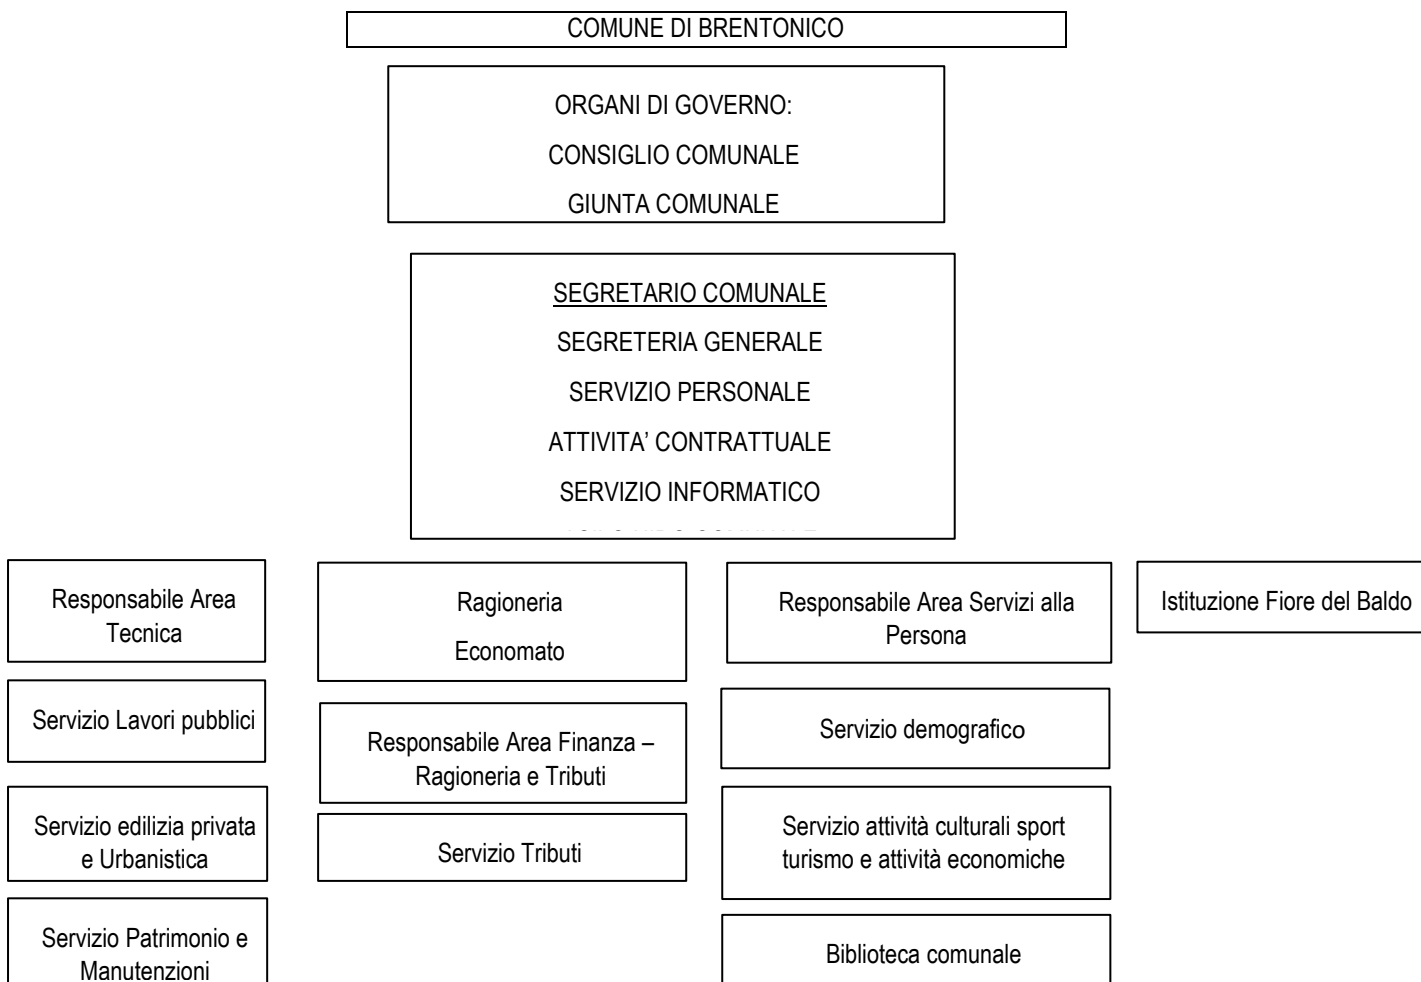 COMUNE DI BRENTONICO
ORGANI DI GOVERNO:
CONSIGLIO COMUNALE
GIUNTA COMUNALE
SEGRETARIO COMUNALE
SEGRETERIA GENERALE
SERVIZIO PERSONALE
ATTIVITA’ CONTRATTUALE
SERVIZIO INFORMATICO
Responsabile Area
Tecnica
Servizio Lavori pubblici
Servizio edilizia privata
e Urbanistica
Servizio Patrimonio e
Manutenzioni
Ragioneria
Economato
Responsabile Area Finanza –
Ragioneria e Tributi
Servizio Tributi
Responsabile Area Servizi alla
Persona
Servizio demografico
Servizio attività culturali sport
turismo e attività economiche
Biblioteca comunale
Istituzione Fiore del Baldo